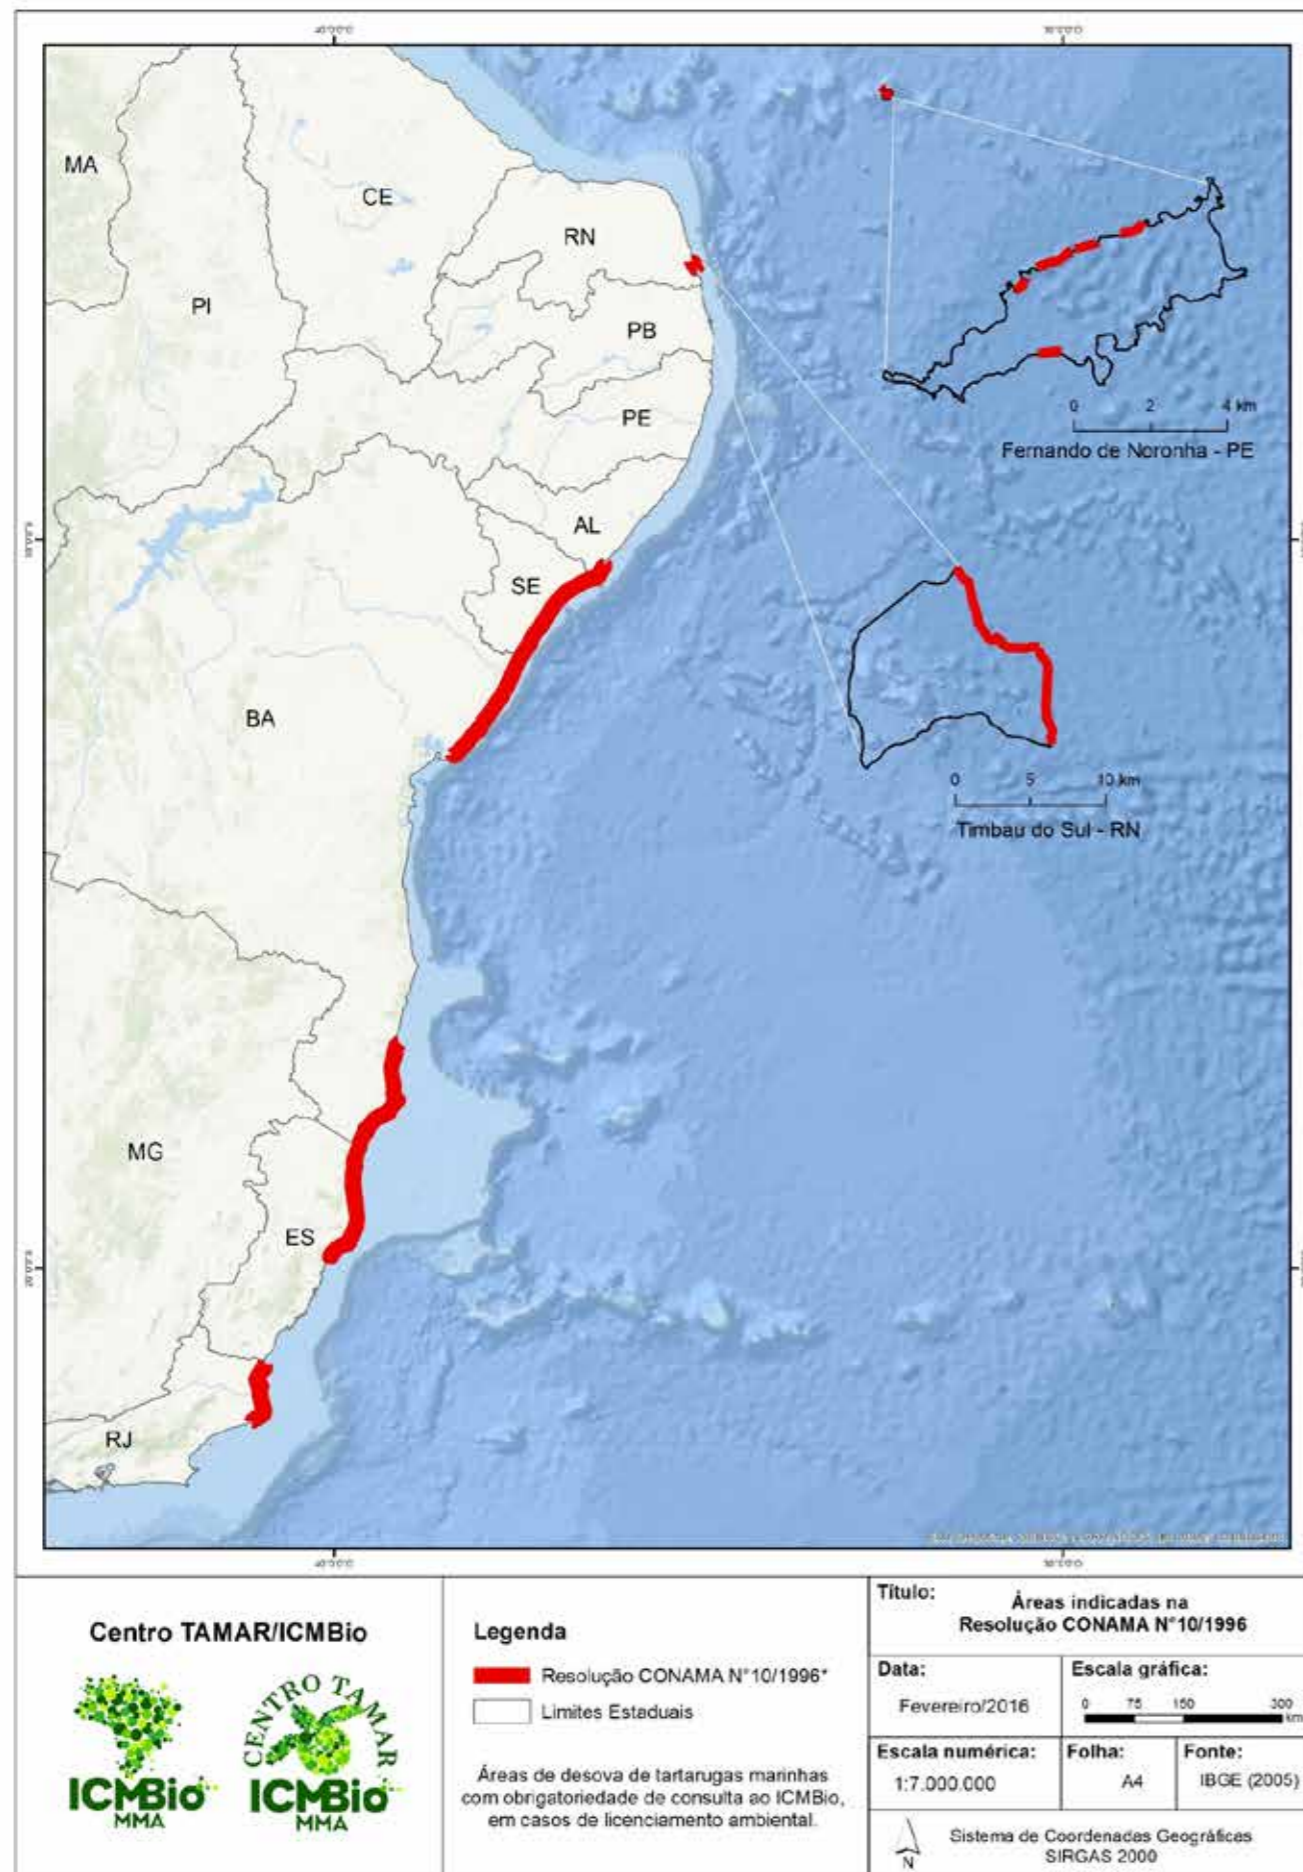 MA
CE
RN
PI
PB
PE
0 2 4 km
Fernando de Noronha - PE
AL
SE
BA
0 5 10 km
Timbau do Sul - RN
MG
ES
RJ
Centro TAMAR/ICMBio
ICMBio
MMA
CENTRO TAMAR
ICMBio
MMA
Legenda
Resolução CONAMA N°10/1996*
Limites Estaduais
Áreas de desova de tartarugas marinhas
com obrigatoriedade de consulta ao ICMBio,
em casos de licenciamento ambiental.
Título:
Áreas indicadas na
Resolução CONAMA N°10/1996
Data:
Fevereiro/2016
Escala gráfica:
0 75 150 300
km
Escala numérica:
1:7.000.000
Folha:
A4
Fonte:
IBGE (2005)
N
Sistema de Coordenadas Geográficas
SIRGAS 2000